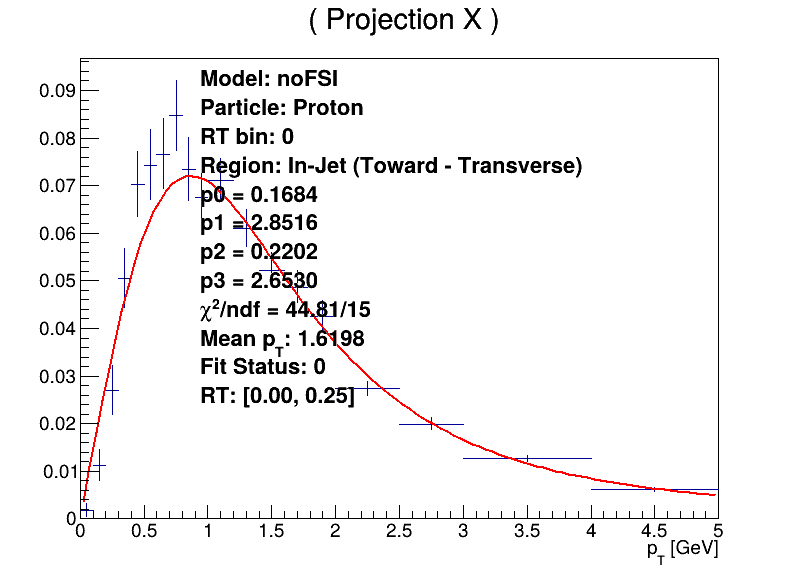 ( Projection X )
Model: noFSI
Particle: Proton
RT bin: 0
Region: In-Jet (Toward - Transverse)
p0 = 0.1684
p1 = 2.8516
p2 = 0.2202
p3 = 2.6530
χ²/ndf = 44.81/15
Mean p_T: 1.6198
Fit Status: 0
RT: [0.00, 0.25]
0.09
0.08
0.07
0.06
0.05
0.04
0.03
0.02
0.01
0
0 0.5 1 1.5 2 2.5 3 3.5 4 4.5 5
p_T [GeV]